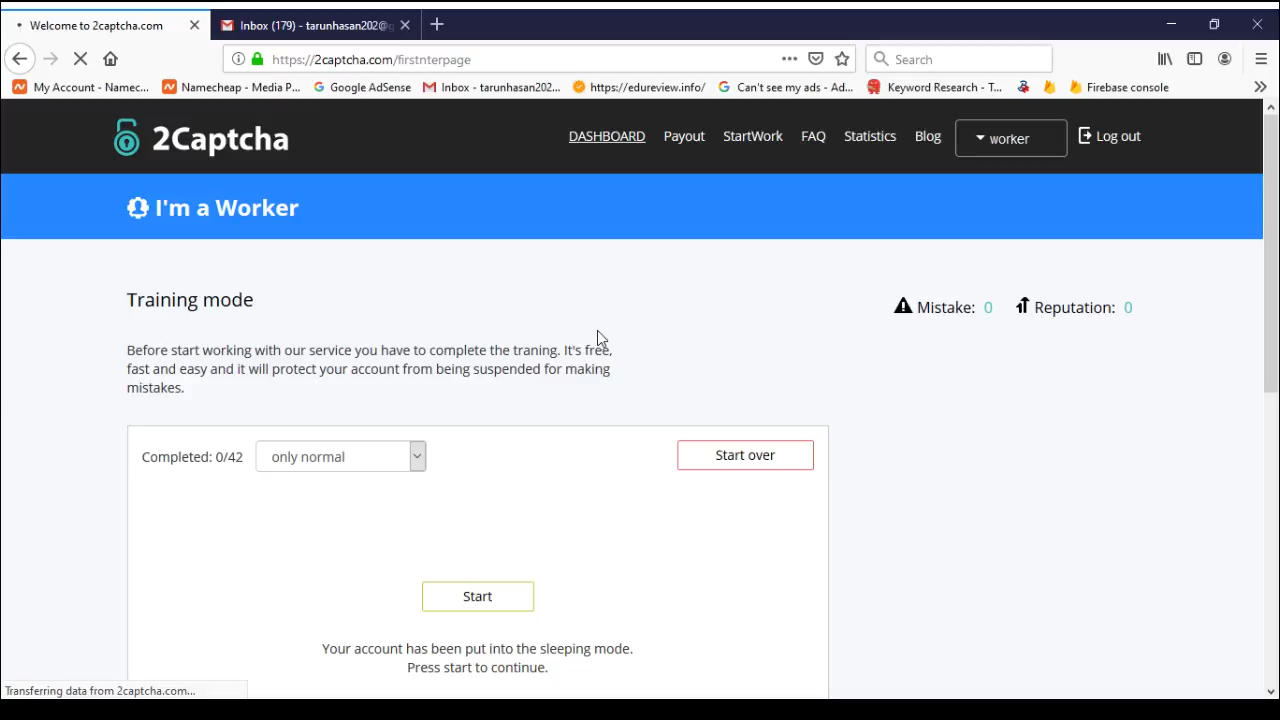 Welcome to 2captcha.com
Inbox (179) - tarunhasan202@g
https://2captcha.com/firstnterpage
Search
My Account - Namec...
Namecheap - Media P...
Google AdSense
Inbox - tarunhasan202...
https://edureview.info/
Can't see my ads - Ad...
Keyword Research - T...
Firebase console
2Captcha
DASHBOARD
Payout
StartWork
FAQ
Statistics
Blog
worker
Log out
I'm a Worker
Training mode
Mistake: 0
Reputation: 0
Before start working with our service you have to complete the traning. It's free,
fast and easy and it will protect your account from being suspended for making
mistakes.
Completed: 0/42
only normal
Start over
Start
Your account has been put into the sleeping mode.
Press start to continue.
Transferring data from 2captcha.com...